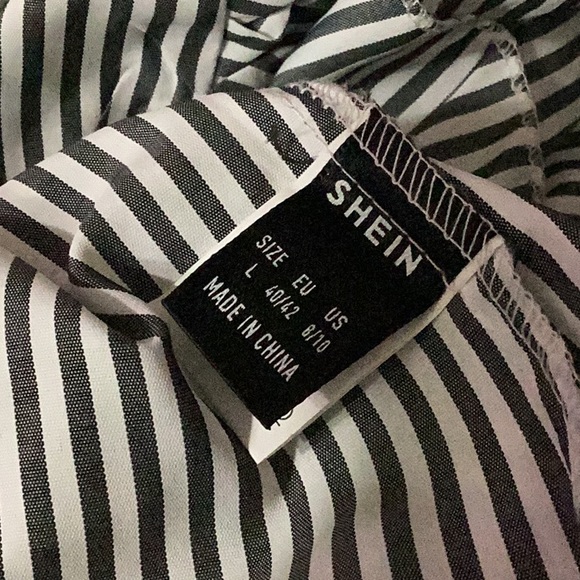 SHEIN
SIZE EU US
L 40/42 8/10
MADE IN CHINA